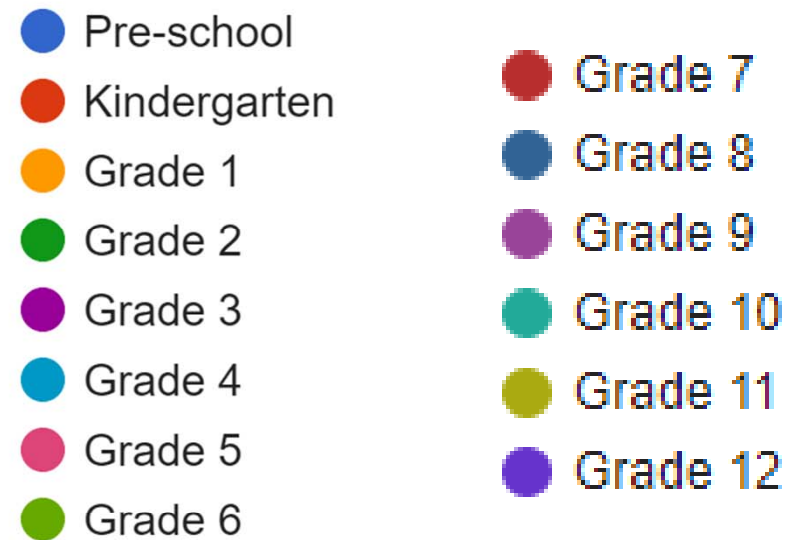 Pre-school
Kindergarten
Grade 1
Grade 2
Grade 3
Grade 4
Grade 5
Grade 6
Grade 7
Grade 8
Grade 9
Grade 10
Grade 11
Grade 12